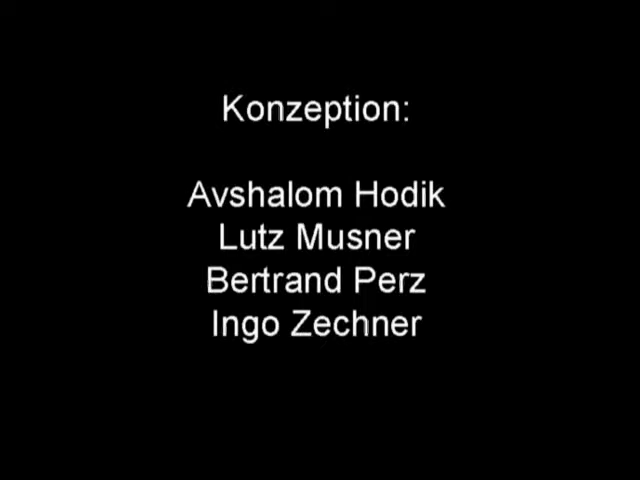 Konzeption:
Avshalom Hodik
Lutz Musner
Bertrand Perz
Ingo Zechner